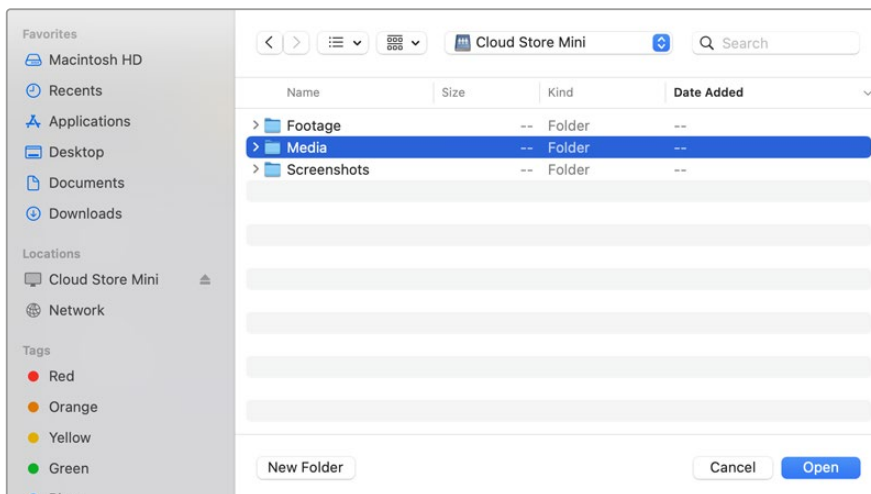 Favorites
Macintosh HD
Recents
Applications
Desktop
Documents
Downloads
Locations
Cloud Store Mini
Network
Tags
Red
Orange
Yellow
Green
Cloud Store Mini
Search
Name Size Kind Date Added
Footage -- Folder --
Media -- Folder --
Screenshots -- Folder --
New Folder Cancel Open